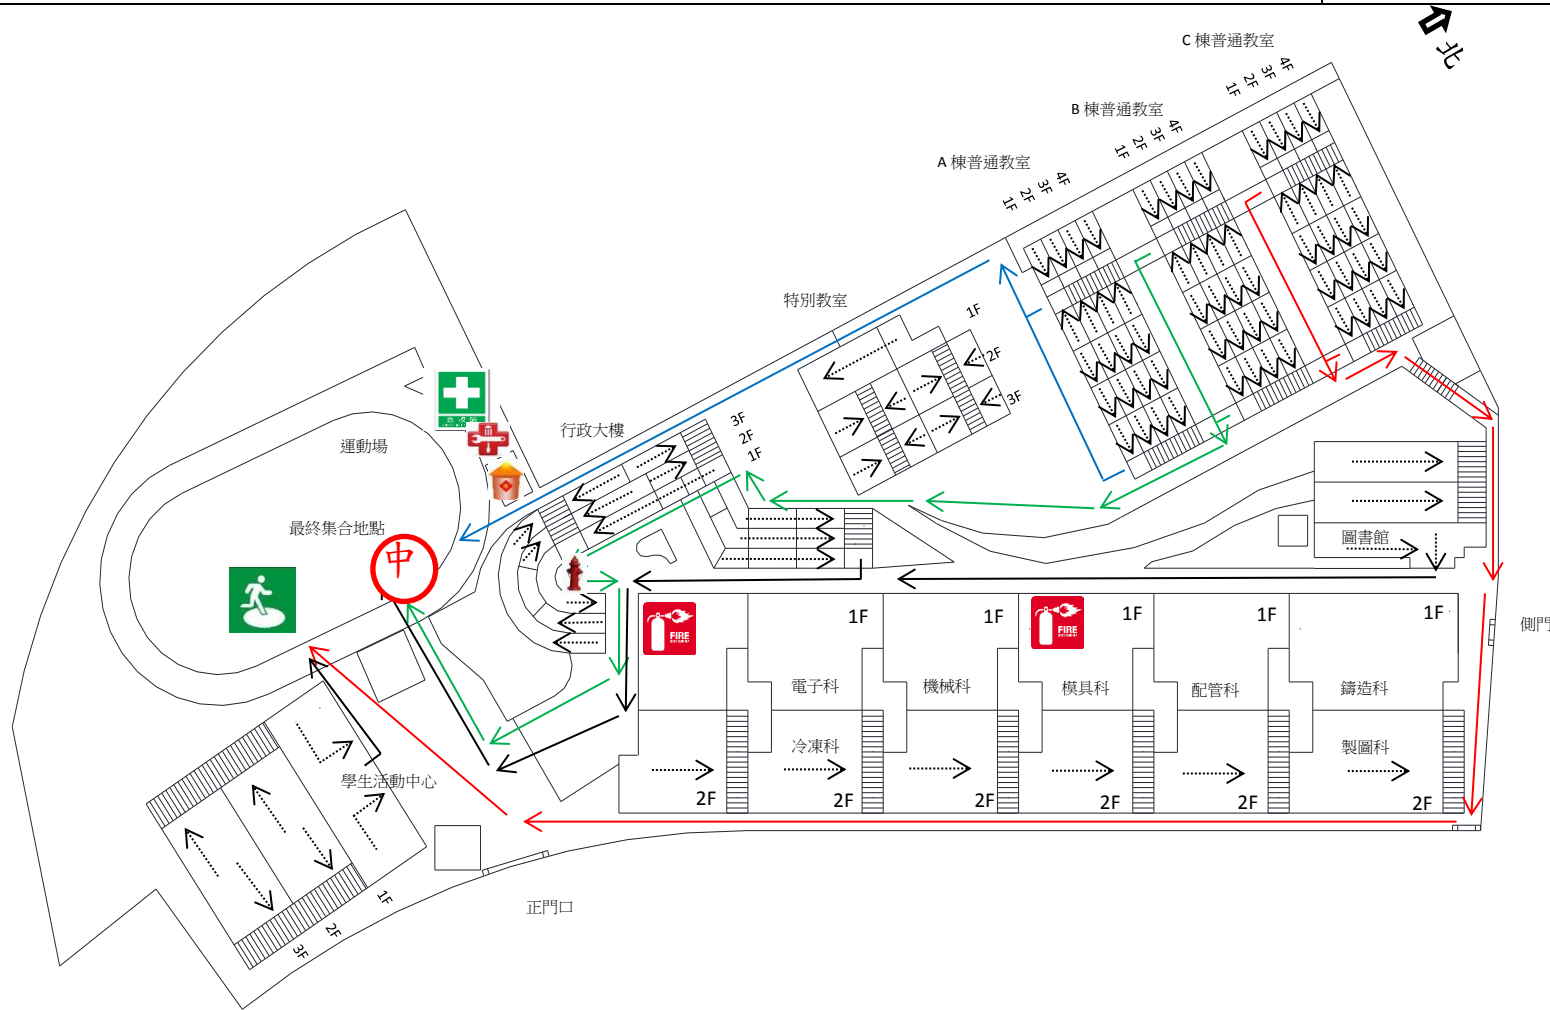 北
C 棟普通教室
1F 2F 3F 4F
B 棟普通教室
1F 2F 3F 4F
A 棟普通教室
1F 2F 3F 4F
特別教室
1F
2F
3F
行政大樓
3F
2F
1F
運動場
最終集合地點
中
圖書館
側門
FIRE
FIRE
1F
1F
1F
1F
1F
電子科
機械科
模具科
配管科
鑄造科
冷凍科
製圖科
2F
2F
2F
2F
2F
2F
學生活動中心
1F
2F
3F
正門口